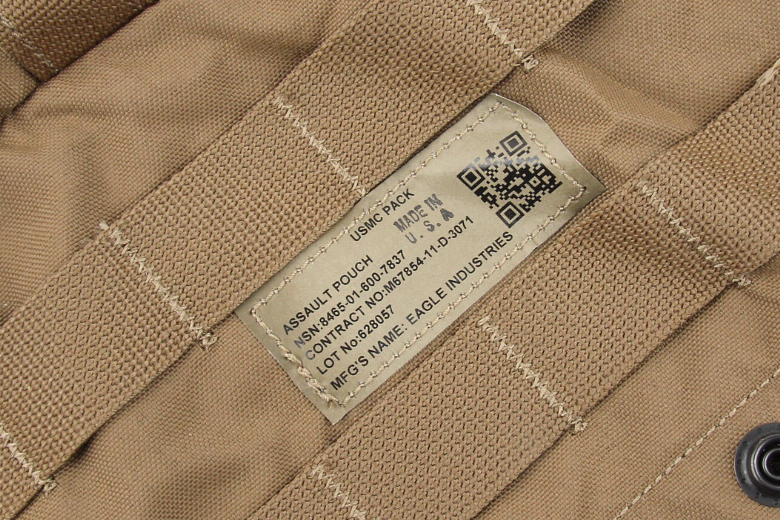 USMC PACK
MADE IN
U. S. A
ASSAULT POUCH
NSN:8465-01-600-7837
CONTRACT NO:M67854-11-D-3071
LOT No:628057
MFG'S NAME: EAGLE INDUSTRIES